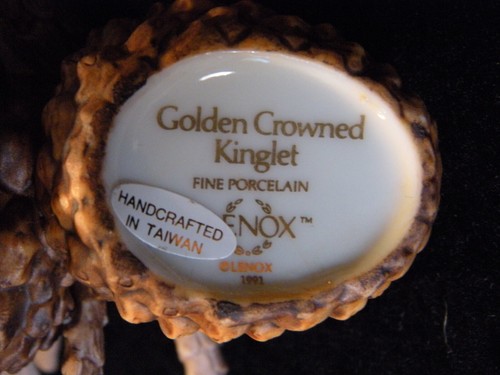 Golden Crowned
Kinglet
FINE PORCELAIN
HANDCRAFTED
IN TAIWAN
ENOX™
©LENOX
1991